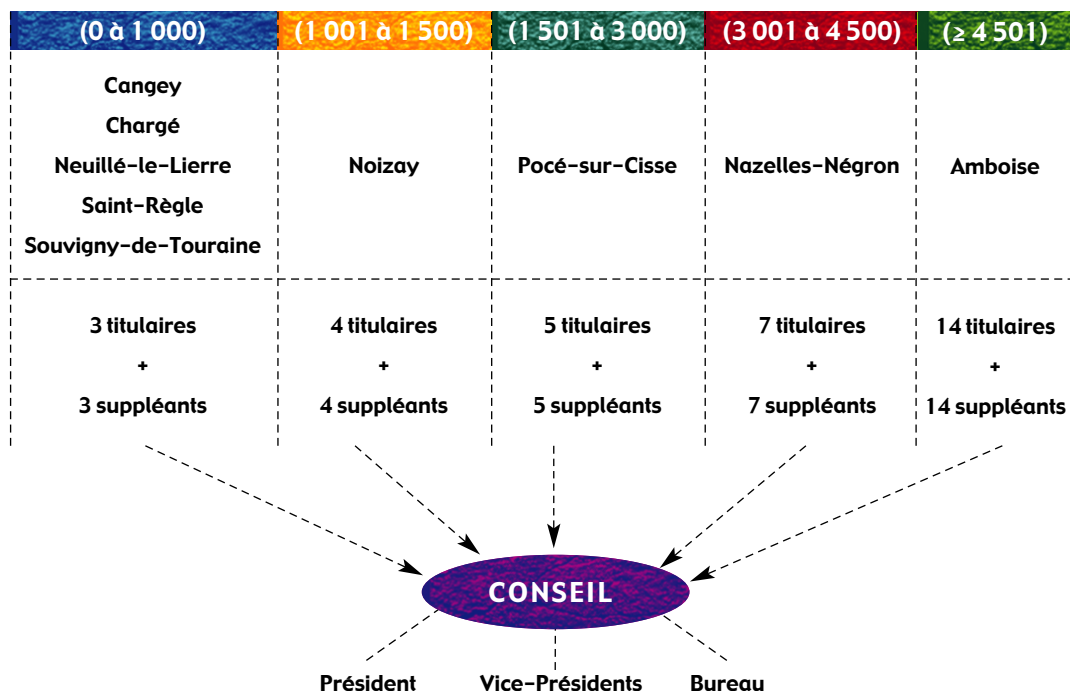 (0 à 1 000) (1 001 à 1 500) (1 501 à 3 000) (3 001 à 4 500) (≥ 4 501)
Cangey
Chargé
Neuillé-le-Lierre Noizay Pocé-sur-Cisse Nazelles-Négron Amboise
Saint-Règle
Souvigny-de-Touraine
3 titulaires 4 titulaires 5 titulaires 7 titulaires 14 titulaires
+ + + + +
3 suppléants 4 suppléants 5 suppléants 7 suppléants 14 suppléants
CONSEIL
Président Vice-Présidents Bureau